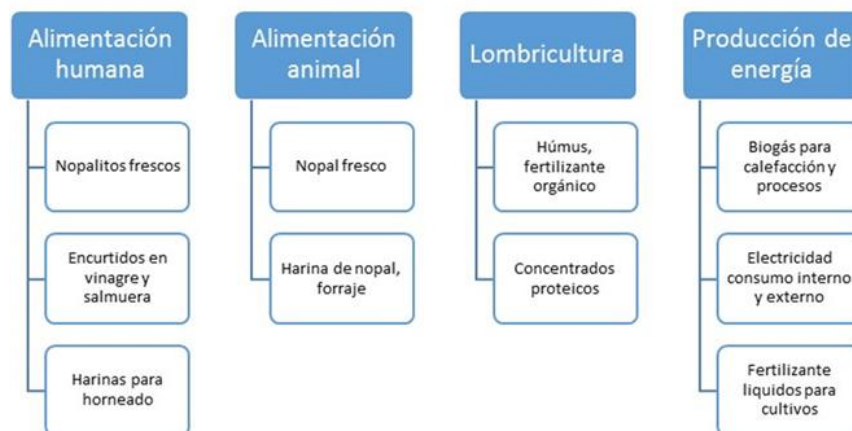 Alimentación
humana
Nopalitos frescos
Encurtidos en
vinagre y
salmuera
Harinas para
horneado
Alimentación
animal
Nopal fresco
Harina de nopal,
forraje
Lombricultura
Húmus,
fertilizante
orgánico
Concentrados
proteicos
Producción de
energía
Biogás para
calefacción y
procesos
Electricidad
consumo interno
y externo
Fertilizante
liquidos para
cultivos